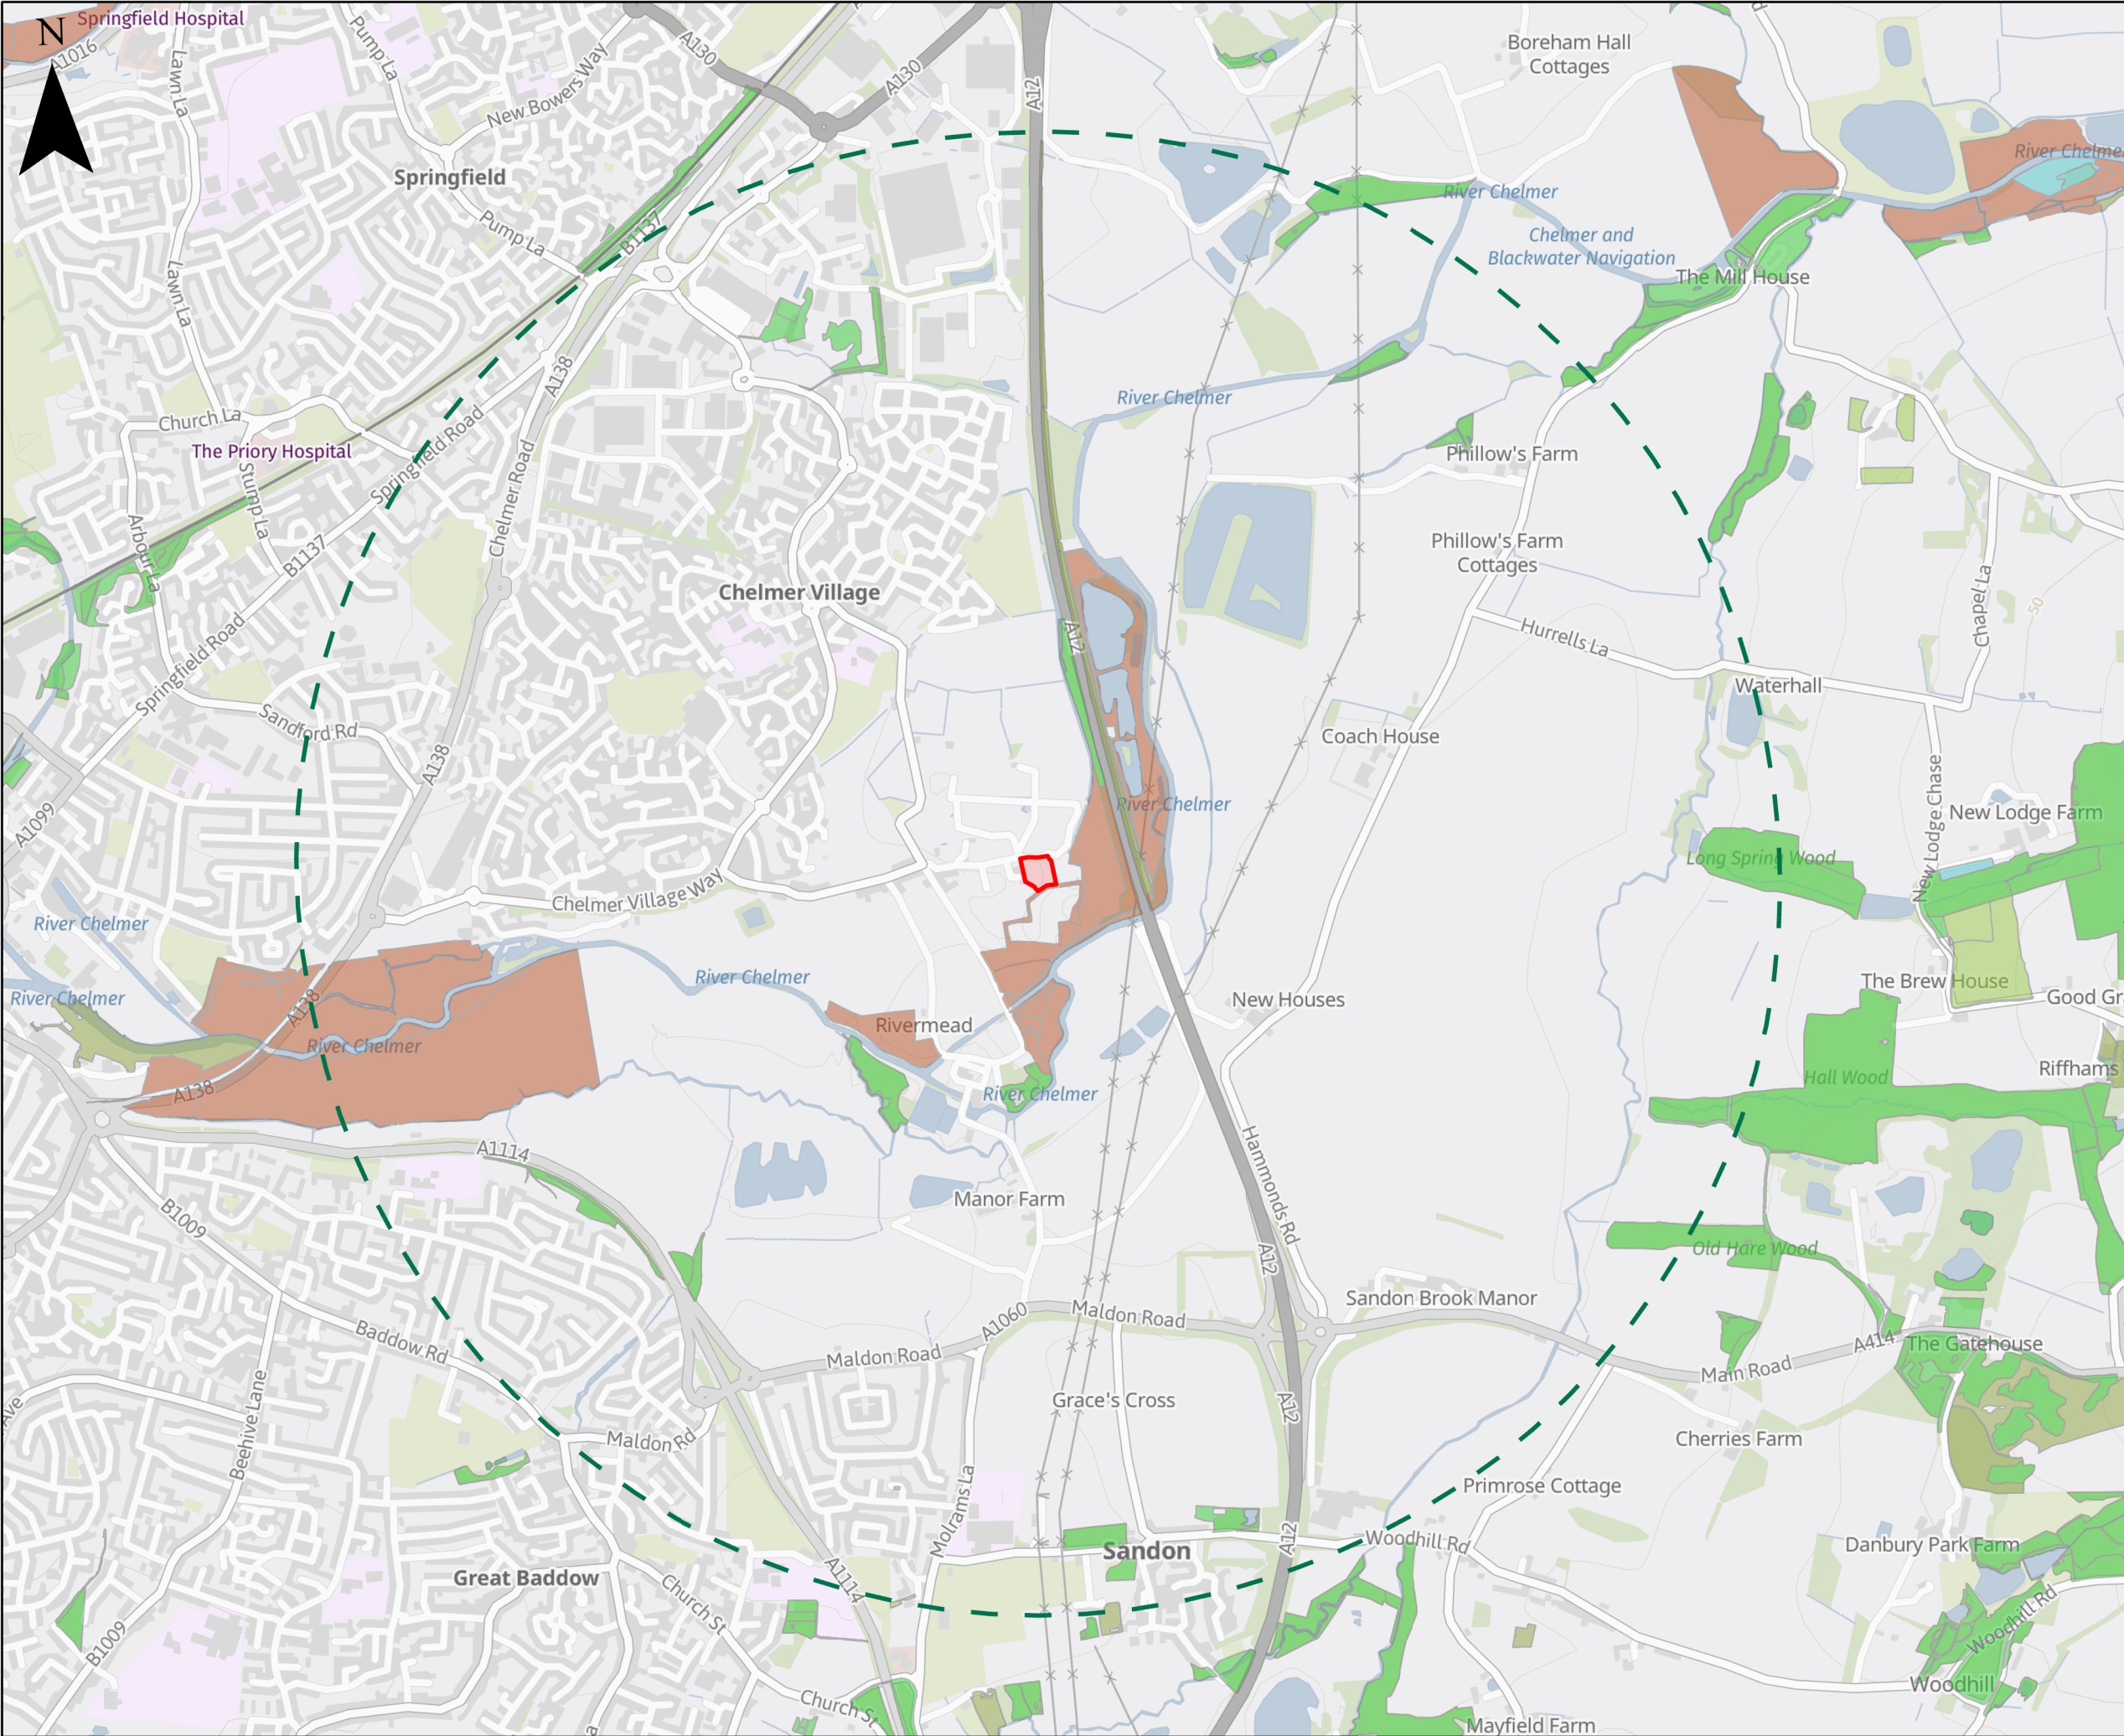 Springfield Hospital
N
A1016
Lawn La
Pump La
New Bowers Way
A130
A130
A12
Boreham Hall
Cottages
Springfield
Pump La
B1137
River Chelmer
River Chelmer
Chelmer and
Blackwater Navigation
The Mill House
Lawn La
A138
River Chelmer
Church La
The Priory Hospital
Stump La
Springfield Road
Phillow's Farm
Chelmer Road
Arbour La
B1137
Phillow's Farm
Cottages
Chelmer Village
A12
Hurrells La
Chapel La
50
Springfield Road
Sandford Rd
Waterhall
Coach House
A138
A1099
River Chelmer
New Lodge Chase
New Lodge Farm
Long Spring Wood
Chelmer Village Way
River Chelmer
River Chelmer
River Chelmer
A138
The Brew House
Good Gr
New Houses
Rivermead
River Chelmer
A138
River Chelmer
Hall Wood
Riffhams
A1114
Hammonds Rd
Manor Farm
B1009
A12
Old Hare Wood
Sandon Brook Manor
A1060
Maldon Road
Baddow Rd
Maldon Road
Main Road
A414
The Gatehouse
Beehive Lane
Ave
Grace's Cross
A12
Maldon Rd
Cherries Farm
Primrose Cottage
Molrams La
A12
Woodhill Rd
Danbury Park Farm
Sandon
Great Baddow
A1114
Church St
B1009
Woodhill Rd
Woodhill
Church St
Mayfield Farm